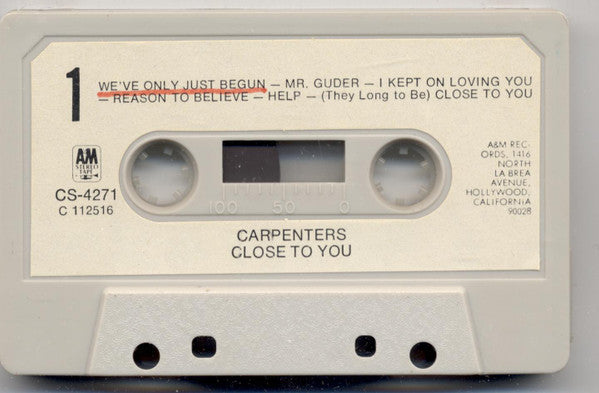 1
WE'VE ONLY JUST BEGUN — MR. GUDER — I KEPT ON LOVING YOU
— REASON TO BELIEVE — HELP — (They Long to Be) CLOSE TO YOU
A&M
STEREO
TAPE
CS-4271
C 112516
A&M REC-
ORDS, 1416
NORTH
LA BREA
AVENUE,
HOLLYWOOD,
CALIFORNIA
90028
100 50 0
CARPENTERS
CLOSE TO YOU